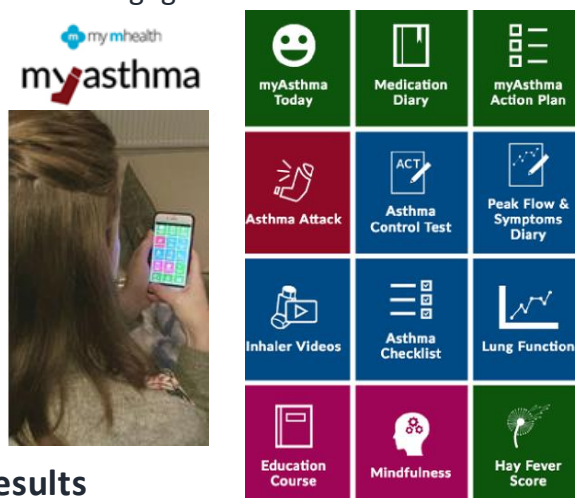 my mhealth
myasthma
myAsthma
Today
Medication
Diary
myAsthma
Action Plan
Asthma Attack
ACT
Asthma
Control Test
Peak Flow &
Symptoms
Diary
Inhaler Videos
Asthma
Checklist
Lung Function
Education
Course
Mindfulness
Hay Fever
Score
esults